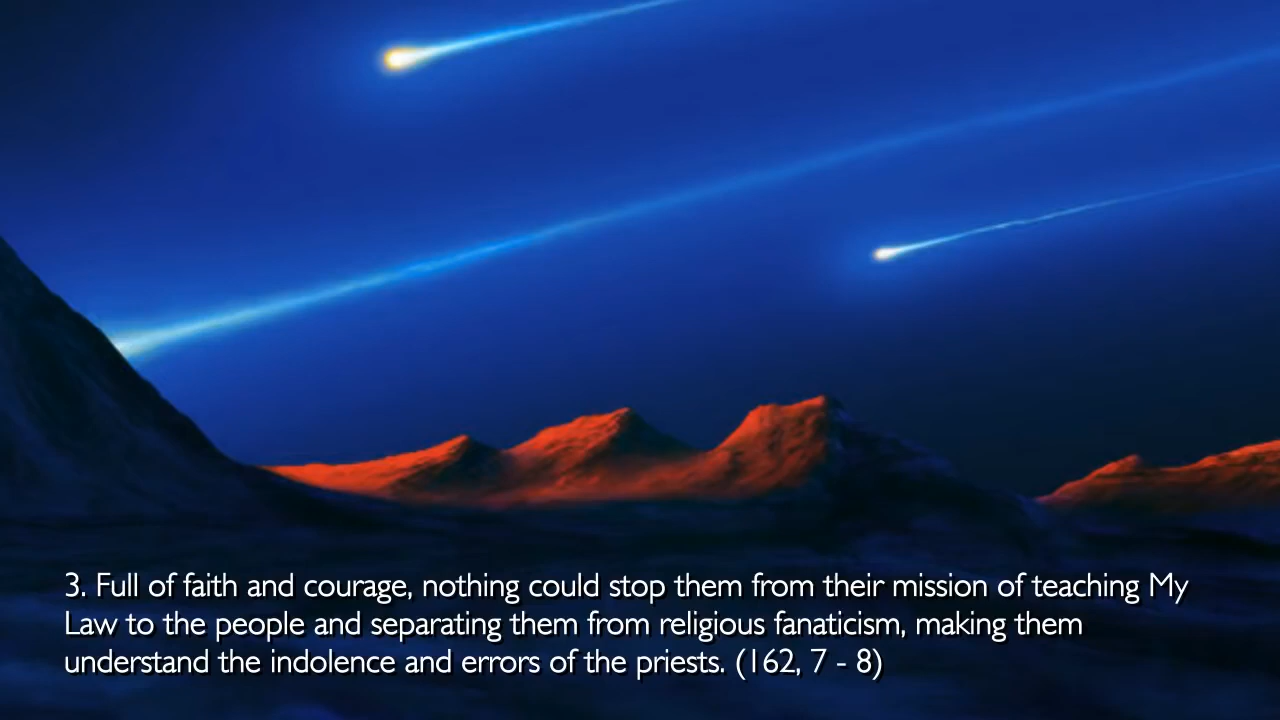 3. Full of faith and courage, nothing could stop them from their mission of teaching My
Law to the people and separating them from religious fanaticism, making them
understand the indolence and errors of the priests. (162, 7 - 8)